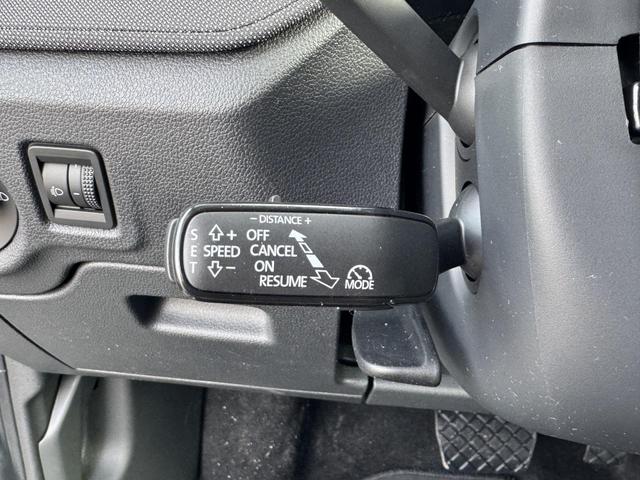 - DISTANCE +
S + OFF
E SPEED CANCEL
T - ON
RESUME MODE